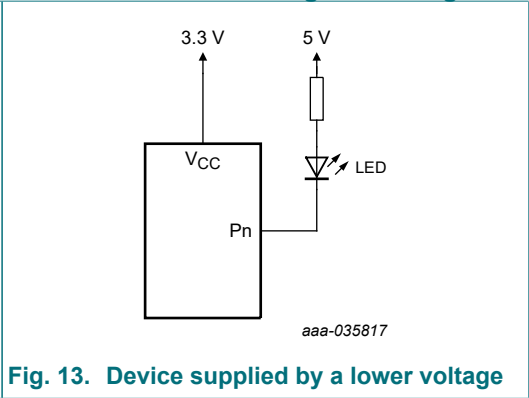 3.3 V
5 V
VCC
LED
Pn
aaa-035817
Fig. 13. Device supplied by a lower voltage